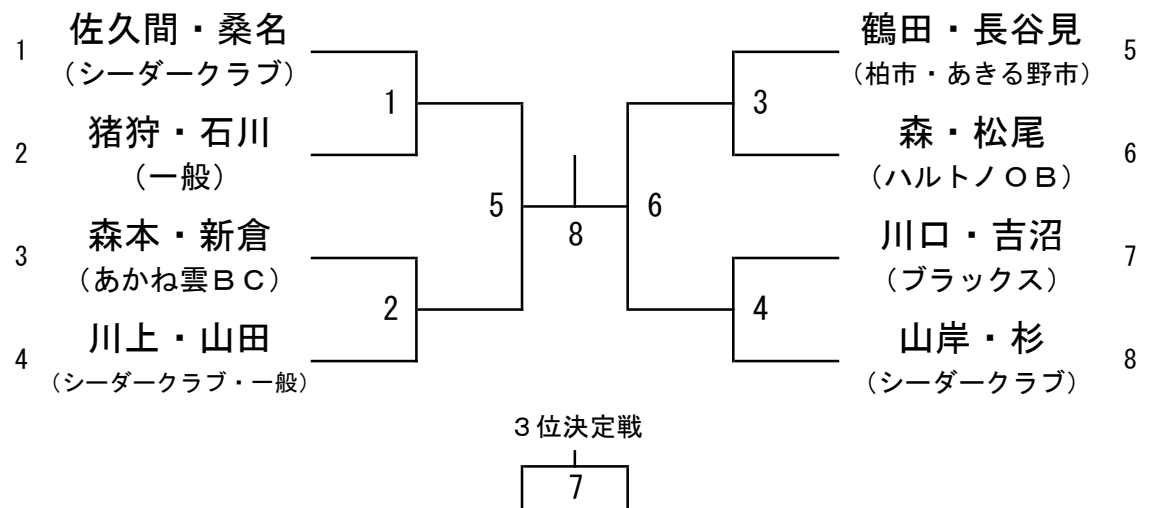 1 佐久間・桑名
(シーダークラブ)
2 猪狩・石川
(一般)
3 森本・新倉
(あかね雲ＢＣ)
4 川上・山田
(シーダークラブ・一般)
1
2
5
8
6
3
4
鶴田・長谷見 5
(柏市・あきる野市)
森・松尾 6
(ハルトノＯＢ)
川口・吉沼 7
(ブラックス)
山岸・杉 8
(シーダークラブ)
３位決定戦
7